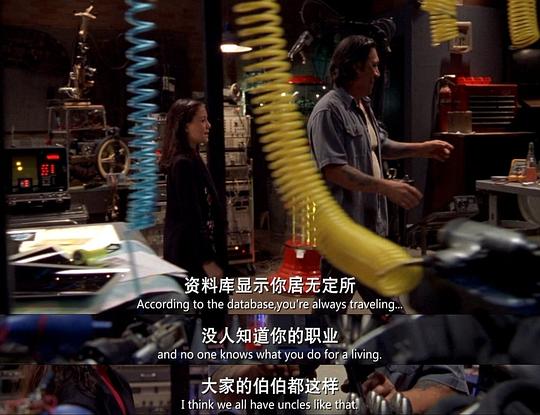 资料库显示你居无定所
According to the database,you're always traveling...
没人知道你的职业
and no one knows what you do for a living.
大家的伯伯都这样
I think we all have uncles like that.